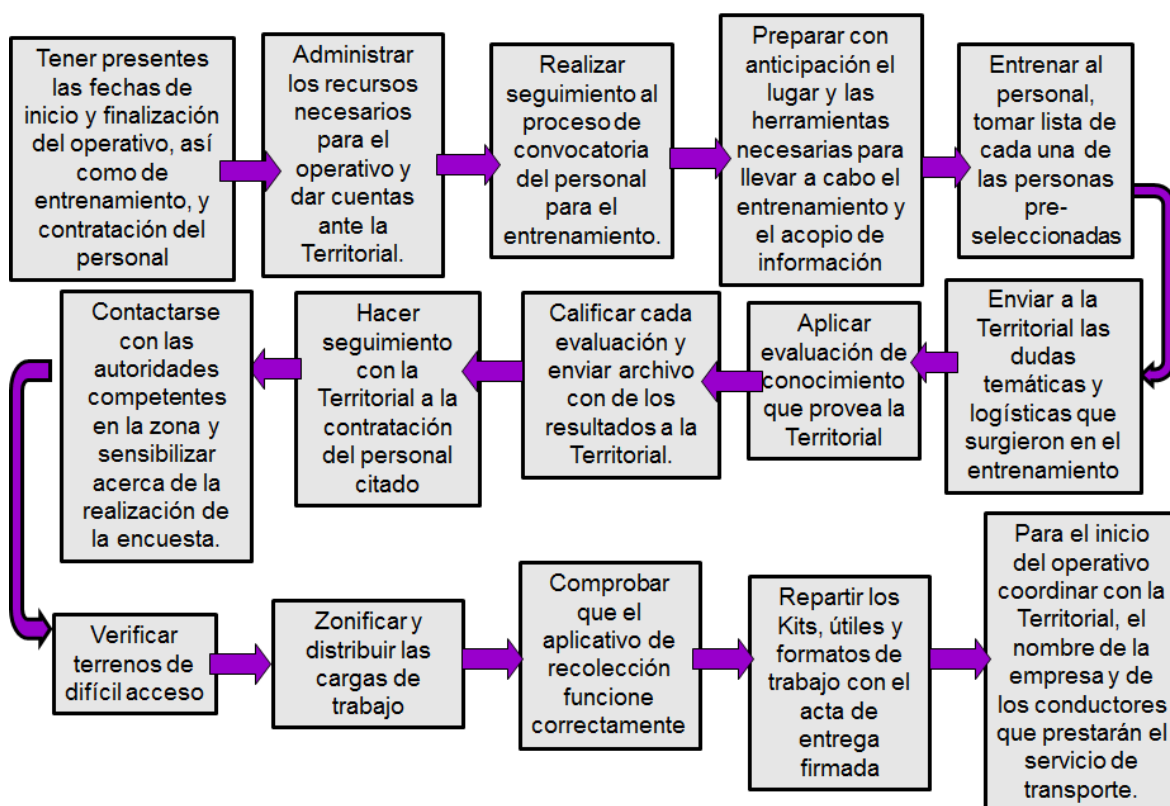 Tener presentes
las fechas de
inicio y finalización
del operativo, así
como de
entrenamiento, y
contratación del
personal
Administrar
los recursos
necesarios
para el
operativo y
dar cuentas
ante la
Territorial.
Realizar
seguimiento al
proceso de
convocatoria
del personal
para el
entrenamiento.
Preparar con
anticipación el
lugar y las
herramientas
necesarias para
llevar a cabo el
entrenamiento y
el acopio de
información
Entrenar al
personal,
tomar lista de
cada una de
las personas
pre-
seleccionadas
Enviar a la
Territorial las
dudas
temáticas y
logísticas que
surgieron en el
entrenamiento
Aplicar
evaluación de
conocimiento
que provea la
Territorial
Calificar cada
evaluación y
enviar archivo
con de los
resultados a la
Territorial.
Hacer
seguimiento
con la
Territorial a la
contratación
del personal
citado
Contactarse
con las
autoridades
competentes
en la zona y
sensibilizar
acerca de la
realización de
la encuesta.
Verificar
terrenos de
difícil acceso
Zonificar y
distribuir las
cargas de
trabajo
Comprobar
que el
aplicativo de
recolección
funcione
correctamente
Repartir los
Kits, útiles y
formatos de
trabajo con el
acta de
entrega
firmada
Para el inicio
del operativo
coordinar con la
Territorial, el
nombre de la
empresa y de
los conductores
que prestarán el
servicio de
transporte.